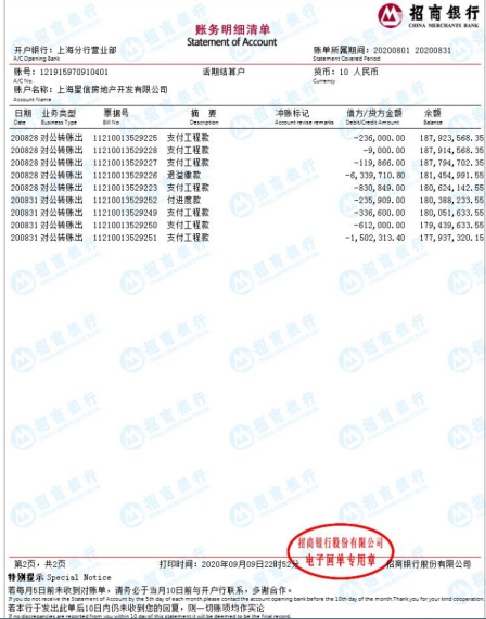 招商银行
CHINA MERCHANTS BANK
账务明细清单
Statement of Account
开户银行：上海分行营业部 账单所属期间：20200801 20200831
A/C Opening Bank Statement Covered Period
账号：121915970910401 活期结算户 货币：10 人民币
A/C No. Currency
账户名称：上海星信房地产开发有限公司
Account Name
日期 业务类型 票据号 摘 要 冲账标记 借方/贷方金额 余额
Date Business Type Bill No Description Account revise remarks Debit/Credit Amount Balance
200828 对公转账出 11210013529225 支付工程款 -236,000.00 187,923,568.35
200828 对公转账出 11210013529228 支付工程款 -9,000.00 187,914,568.35
200828 对公转账出 11210013529227 支付工程款 -119,866.00 187,794,702.35
200828 对公转账出 11210013529226 退溢缴款 -6,339,710.80 181,454,991.55
200828 对公转账出 11210013529223 支付工程款 -830,849.00 180,624,142.55
200831 对公转账出 11210013529252 付进度款 -235,909.00 180,388,233.55
200831 对公转账出 11210013529249 支付工程款 -336,600.00 180,051,633.55
200831 对公转账出 11210013529250 支付工程款 -612,000.00 179,439,633.55
200831 对公转账出 11210013529251 支付工程款 -1,502,313.40 177,937,320.15
招商银行股份有限公司
电子回单专用章
第2页，共2页 打印时间：2020年09月09日22时52分 招商银行股份有限公司
特别提示 Special Notice
若每月5日前未收到对账单，请务必于当月10日前与开户行联系，多谢合作。
If you do not receive the Statement of Account by the 5th day of each month,please contact the account opening bank before the 10th day of the month.Thank you for your kind cooperation.
若本行于发出此单后10日内仍未收到您的回复，则一切账项均作实论
If no discrepancies are reported from you within 10 day of this statement it will be deemed to be the final record.